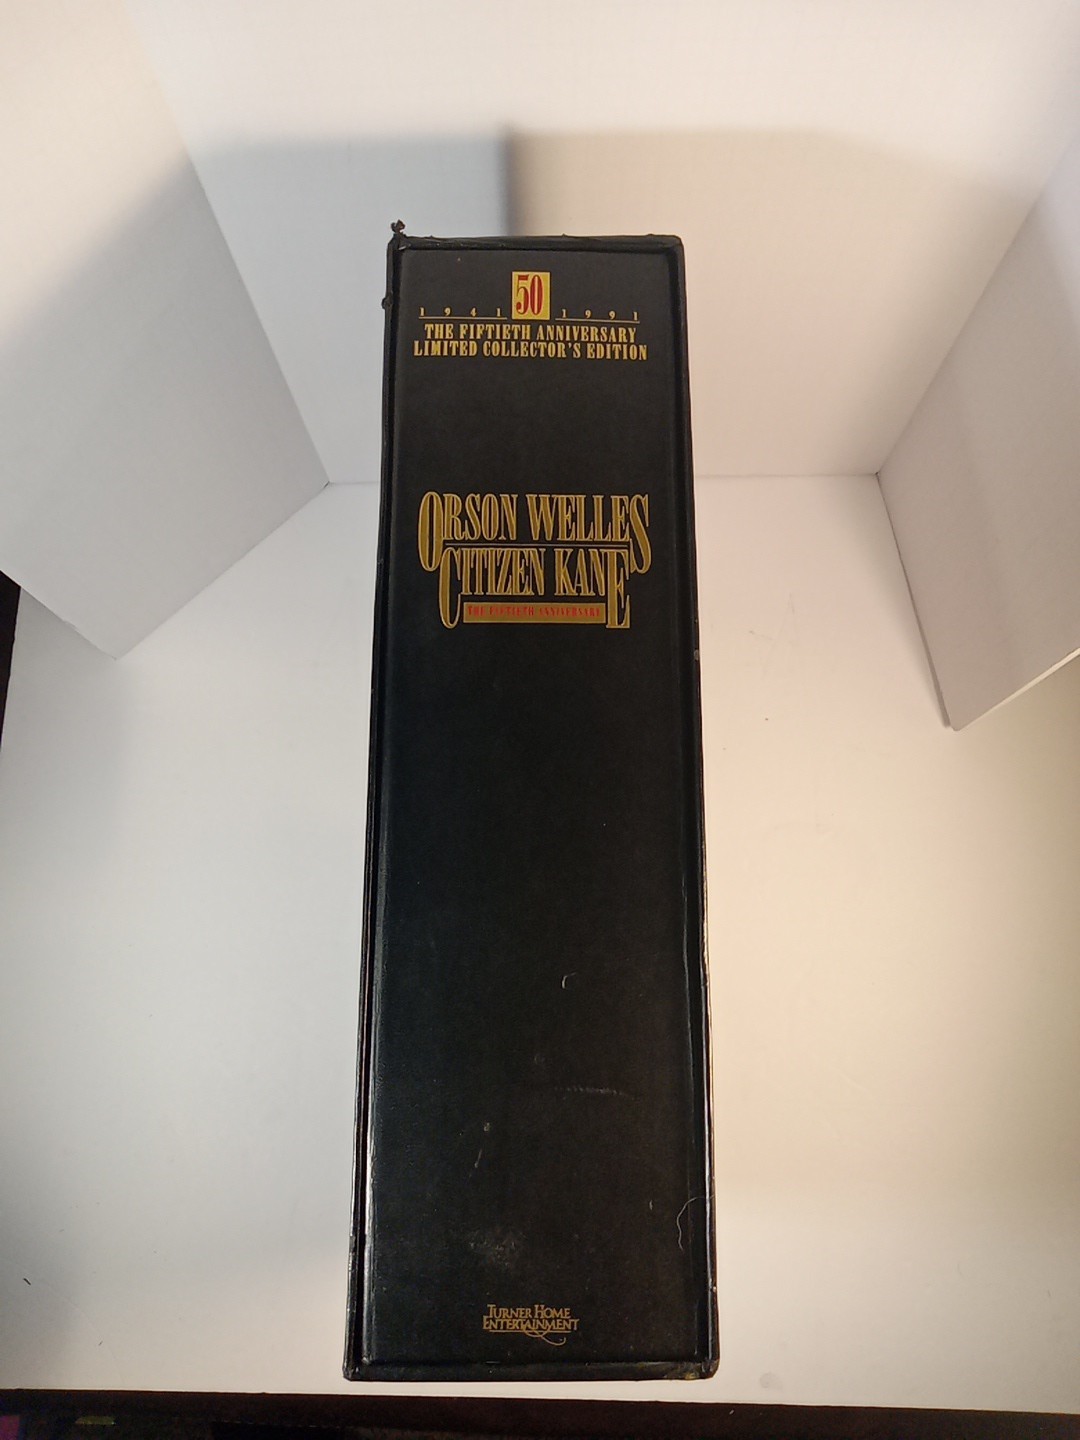 1941 50 1991
THE FIFTIETH ANNIVERSARY
LIMITED COLLECTOR'S EDITION
ORSON WELLES
CITIZEN KANE
THE FIFTIETH ANNIVERSARY
TURNER HOME
ENTERTAINMENT